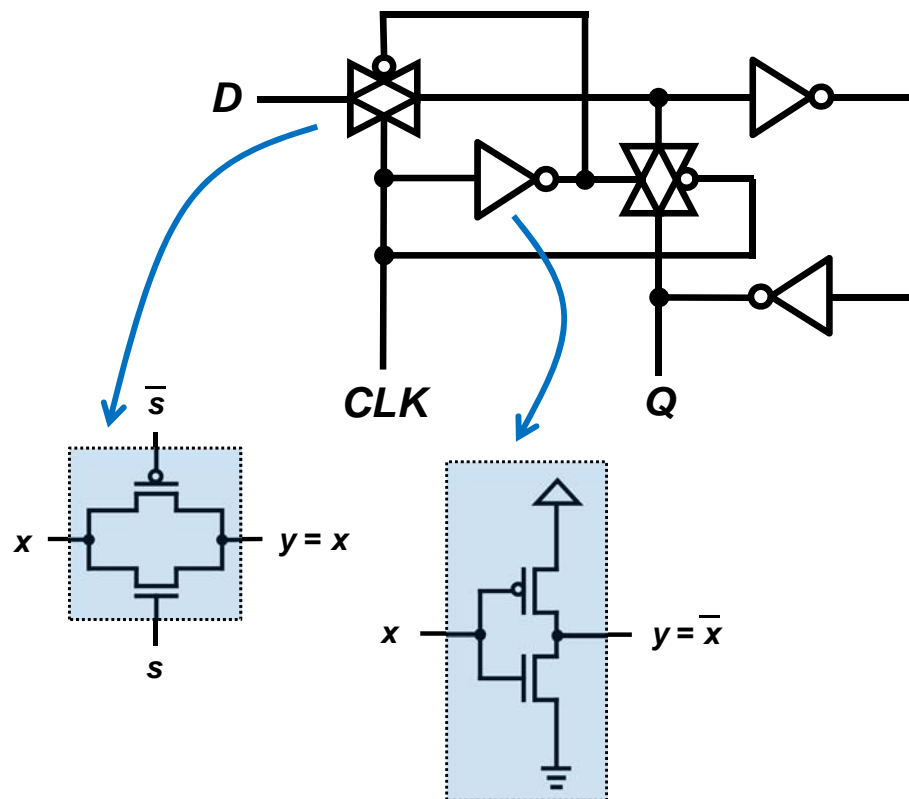 D
CLK
Q
s̅
x
y = x
s
x
y = x̅